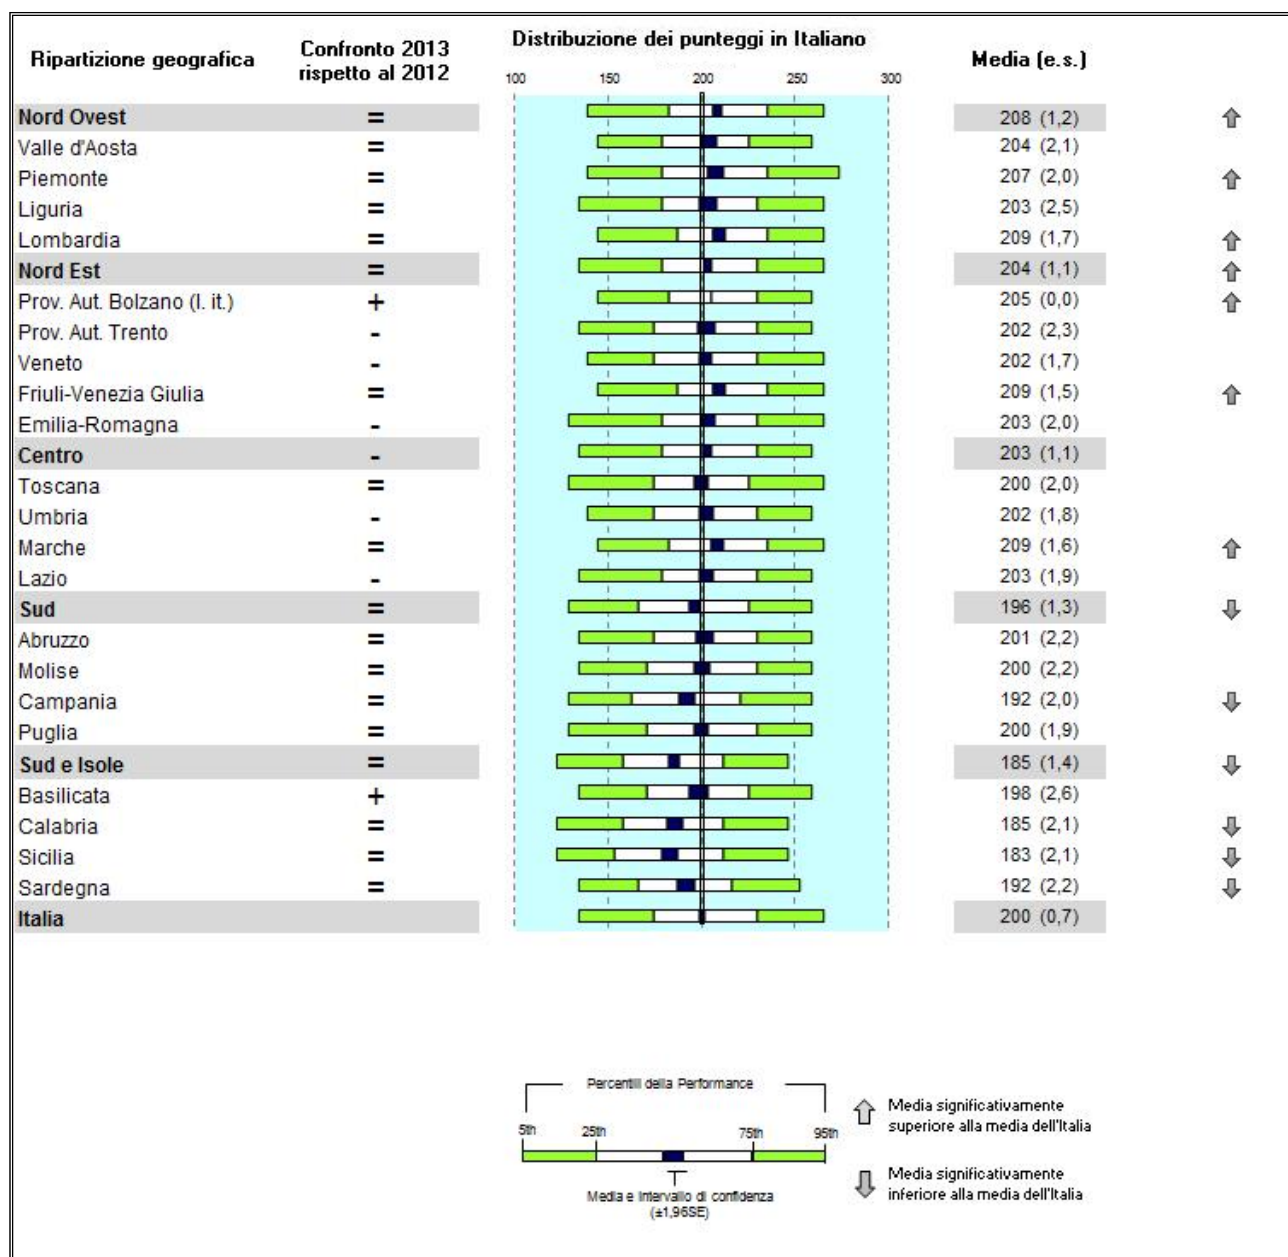 Ripartizione geografica
Confronto 2013
rispetto al 2012
Distribuzione dei punteggi in Italiano
Media (e.s.)
100 150 200 250 300
Nord Ovest = 208 (1,2)
Valle d'Aosta = 204 (2,1)
Piemonte = 207 (2,0)
Liguria = 203 (2,5)
Lombardia = 209 (1,7)
Nord Est = 204 (1,1)
Prov. Aut. Bolzano (l. it.) + 205 (0,0)
Prov. Aut. Trento - 202 (2,3)
Veneto - 202 (1,7)
Friuli-Venezia Giulia = 209 (1,5)
Emilia-Romagna - 203 (2,0)
Centro - 203 (1,1)
Toscana = 200 (2,0)
Umbria - 202 (1,8)
Marche = 209 (1,6)
Lazio - 203 (1,9)
Sud = 196 (1,3)
Abruzzo = 201 (2,2)
Molise = 200 (2,2)
Campania = 192 (2,0)
Puglia = 200 (1,9)
Sud e Isole = 185 (1,4)
Basilicata + 198 (2,6)
Calabria = 185 (2,1)
Sicilia = 183 (2,1)
Sardegna = 192 (2,2)
Italia 200 (0,7)
Percentili della Performance
5th 25th 75th 95th
Media e Intervallo di confidenza
(±1,96SE)
Media significativamente
superiore alla media dell'Italia
Media significativamente
inferiore alla media dell'Italia